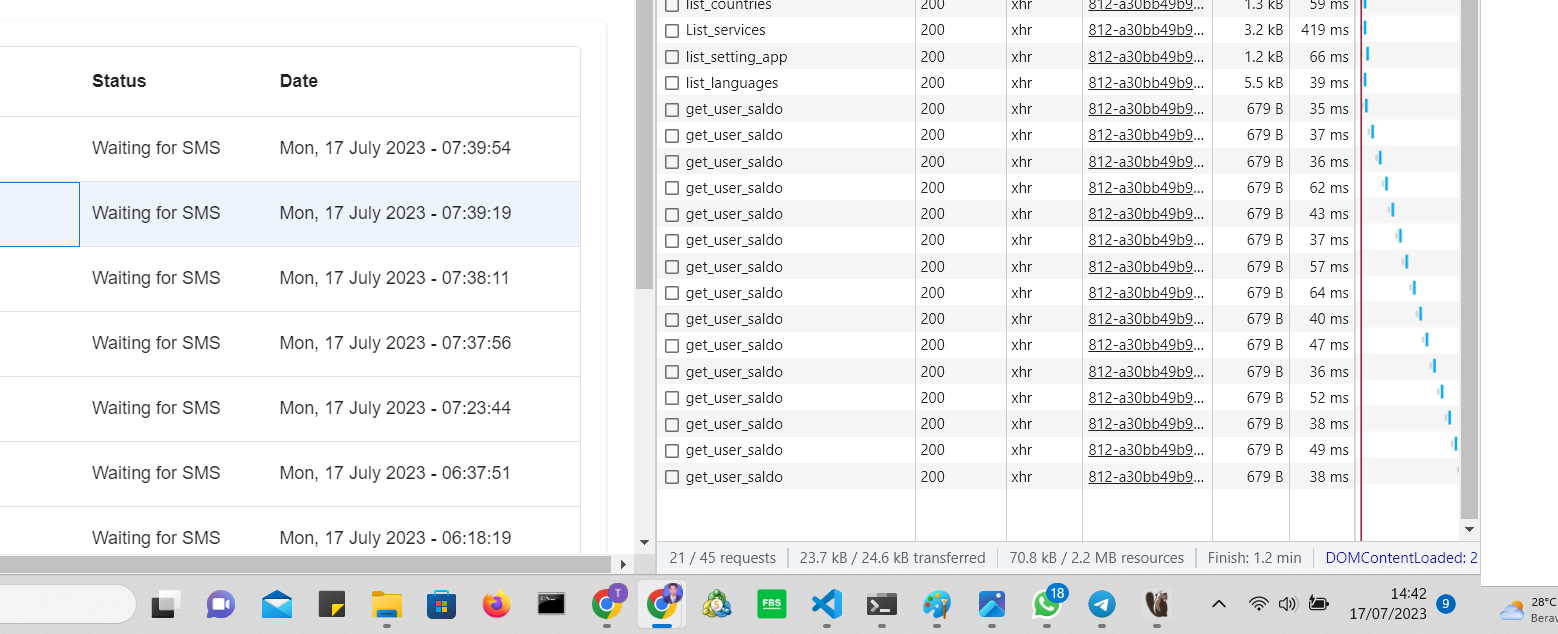 Status Date
Waiting for SMS Mon, 17 July 2023 - 07:39:54
Waiting for SMS Mon, 17 July 2023 - 07:39:19
Waiting for SMS Mon, 17 July 2023 - 07:38:11
Waiting for SMS Mon, 17 July 2023 - 07:37:56
Waiting for SMS Mon, 17 July 2023 - 07:23:44
Waiting for SMS Mon, 17 July 2023 - 06:37:51
Waiting for SMS Mon, 17 July 2023 - 06:18:19
list_countries 200 xhr 812-a30bb49b9... 1.3 kB 59 ms
List_services 200 xhr 812-a30bb49b9... 3.2 kB 419 ms
list_setting_app 200 xhr 812-a30bb49b9... 1.2 kB 66 ms
list_languages 200 xhr 812-a30bb49b9... 5.5 kB 39 ms
get_user_saldo 200 xhr 812-a30bb49b9... 679 B 35 ms
get_user_saldo 200 xhr 812-a30bb49b9... 679 B 37 ms
get_user_saldo 200 xhr 812-a30bb49b9... 679 B 36 ms
get_user_saldo 200 xhr 812-a30bb49b9... 679 B 62 ms
get_user_saldo 200 xhr 812-a30bb49b9... 679 B 43 ms
get_user_saldo 200 xhr 812-a30bb49b9... 679 B 37 ms
get_user_saldo 200 xhr 812-a30bb49b9... 679 B 57 ms
get_user_saldo 200 xhr 812-a30bb49b9... 679 B 64 ms
get_user_saldo 200 xhr 812-a30bb49b9... 679 B 40 ms
get_user_saldo 200 xhr 812-a30bb49b9... 679 B 47 ms
get_user_saldo 200 xhr 812-a30bb49b9... 679 B 36 ms
get_user_saldo 200 xhr 812-a30bb49b9... 679 B 52 ms
get_user_saldo 200 xhr 812-a30bb49b9... 679 B 38 ms
get_user_saldo 200 xhr 812-a30bb49b9... 679 B 49 ms
get_user_saldo 200 xhr 812-a30bb49b9... 679 B 38 ms
21 / 45 requests 23.7 kB / 24.6 kB transferred 70.8 kB / 2.2 MB resources Finish: 1.2 min DOMContentLoaded: 2
T
FBS
18
14:42
17/07/2023
9
28°C
Berav